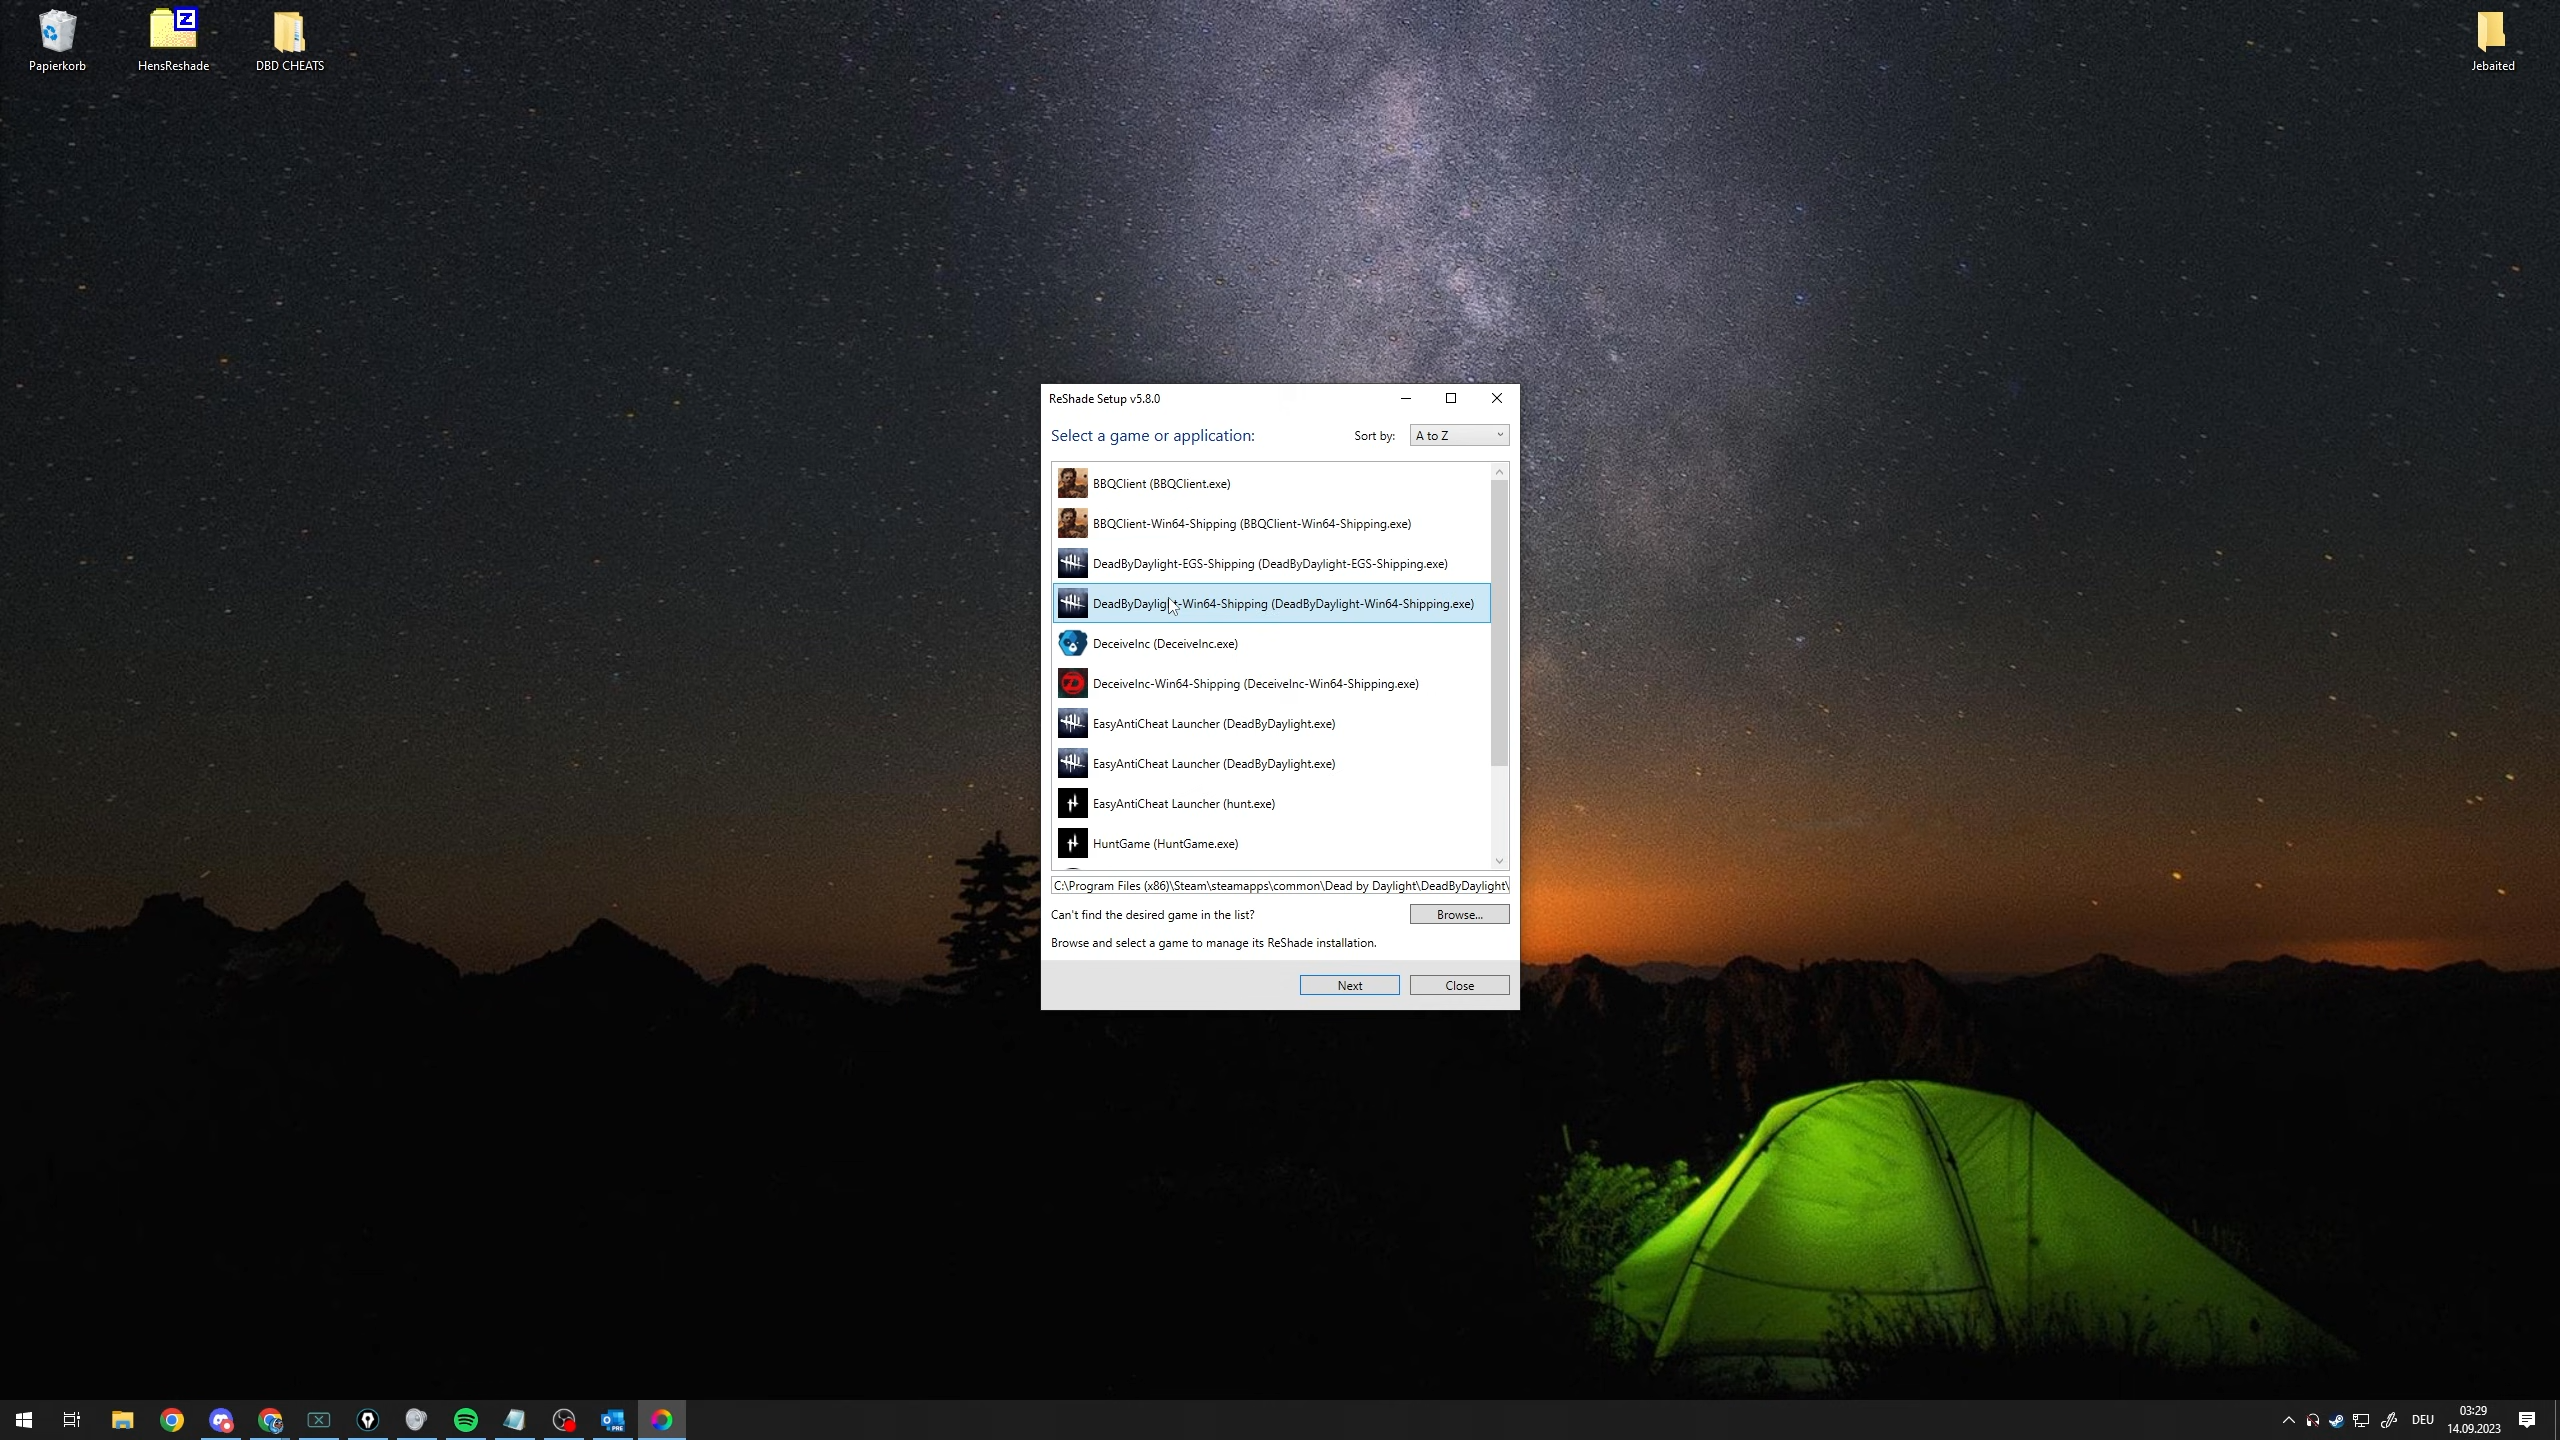 Papierkorb
HensReshade
DBD CHEATS
Jebaited
Z
ReShade Setup v5.8.0
Select a game or application:
Sort by:
A to Z
BBQClient (BBQClient.exe)
BBQClient-Win64-Shipping (BBQClient-Win64-Shipping.exe)
DeadByDaylight-EGS-Shipping (DeadByDaylight-EGS-Shipping.exe)
DeadByDaylight-Win64-Shipping (DeadByDaylight-Win64-Shipping.exe)
DeceiveInc (DeceiveInc.exe)
DeceiveInc-Win64-Shipping (DeceiveInc-Win64-Shipping.exe)
EasyAntiCheat Launcher (DeadByDaylight.exe)
EasyAntiCheat Launcher (DeadByDaylight.exe)
EasyAntiCheat Launcher (hunt.exe)
HuntGame (HuntGame.exe)
C:\Program Files (x86)\Steam\steamapps\common\Dead by Daylight\DeadByDaylight\
Can't find the desired game in the list?
Browse...
Browse and select a game to manage its ReShade installation.
Next
Close
PRE
DEU
03:29
14.09.2023